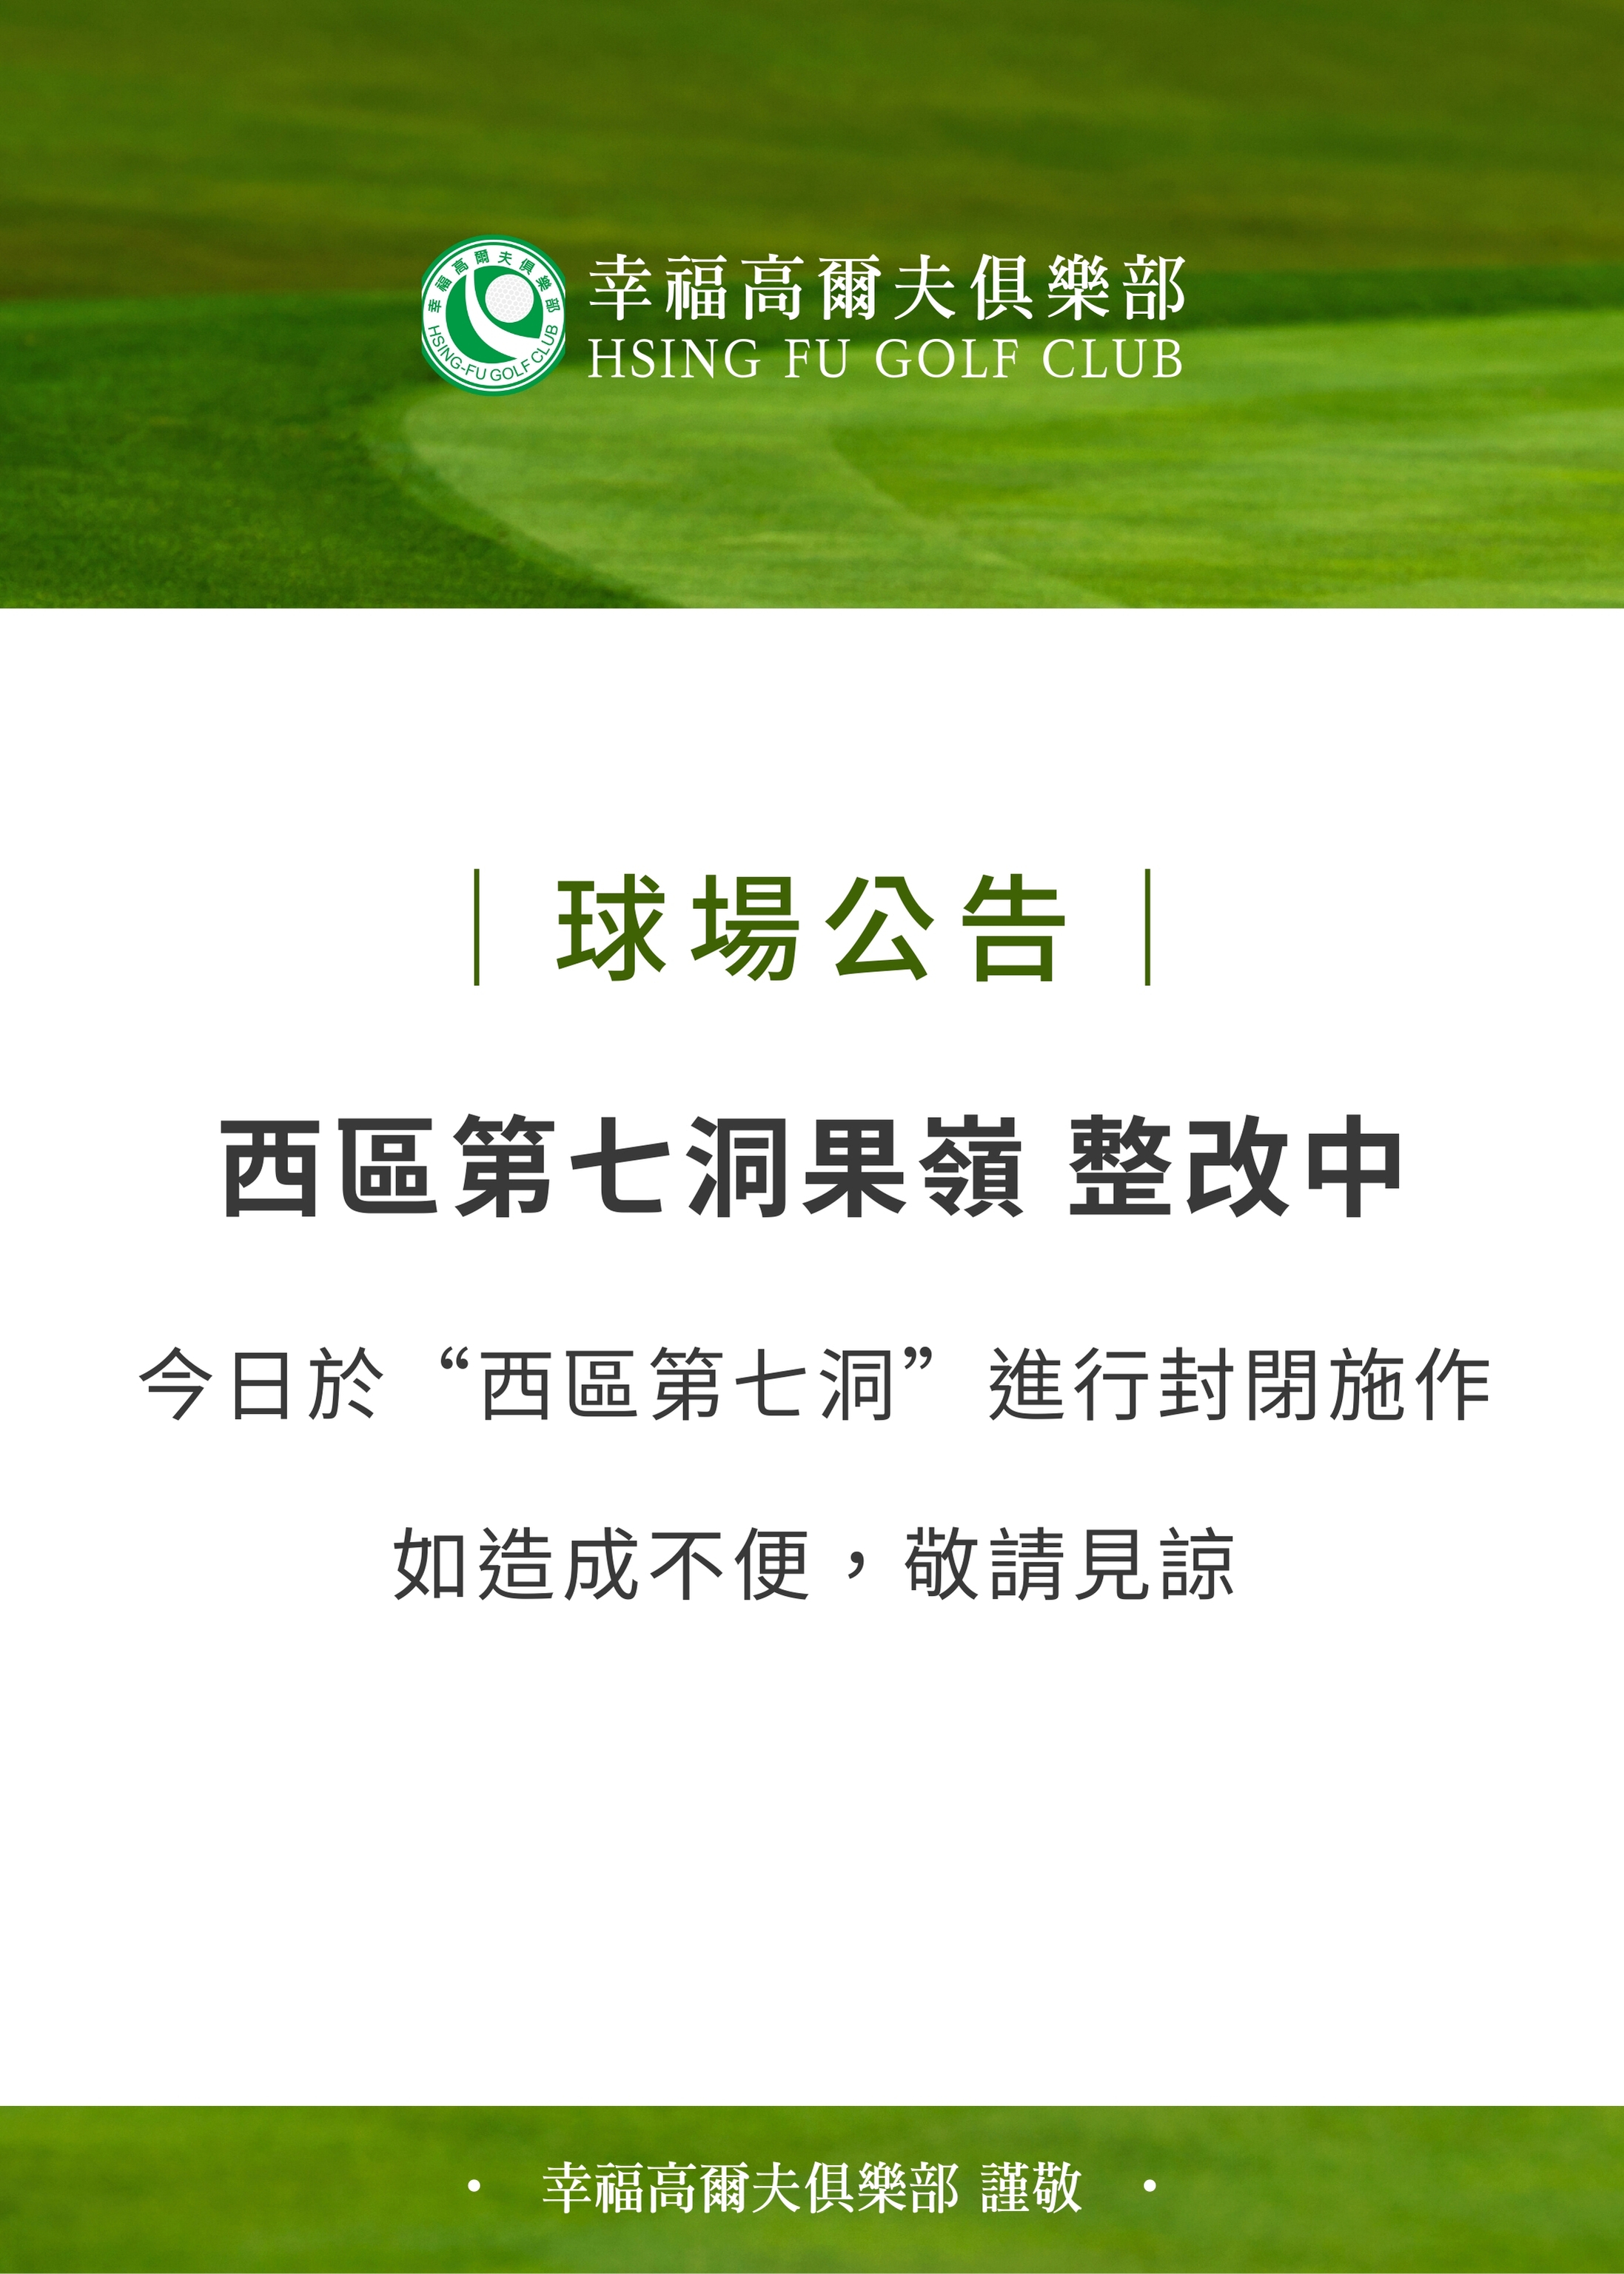 幸福高爾夫俱樂部
HSING-FU GOLF CLUB
幸福高爾夫俱樂部
HSING FU GOLF CLUB
球場公告
西區第七洞果嶺 整改中
今日於“西區第七洞”進行封閉施作
如造成不便，敬請見諒
• 幸福高爾夫俱樂部 謹敬 •